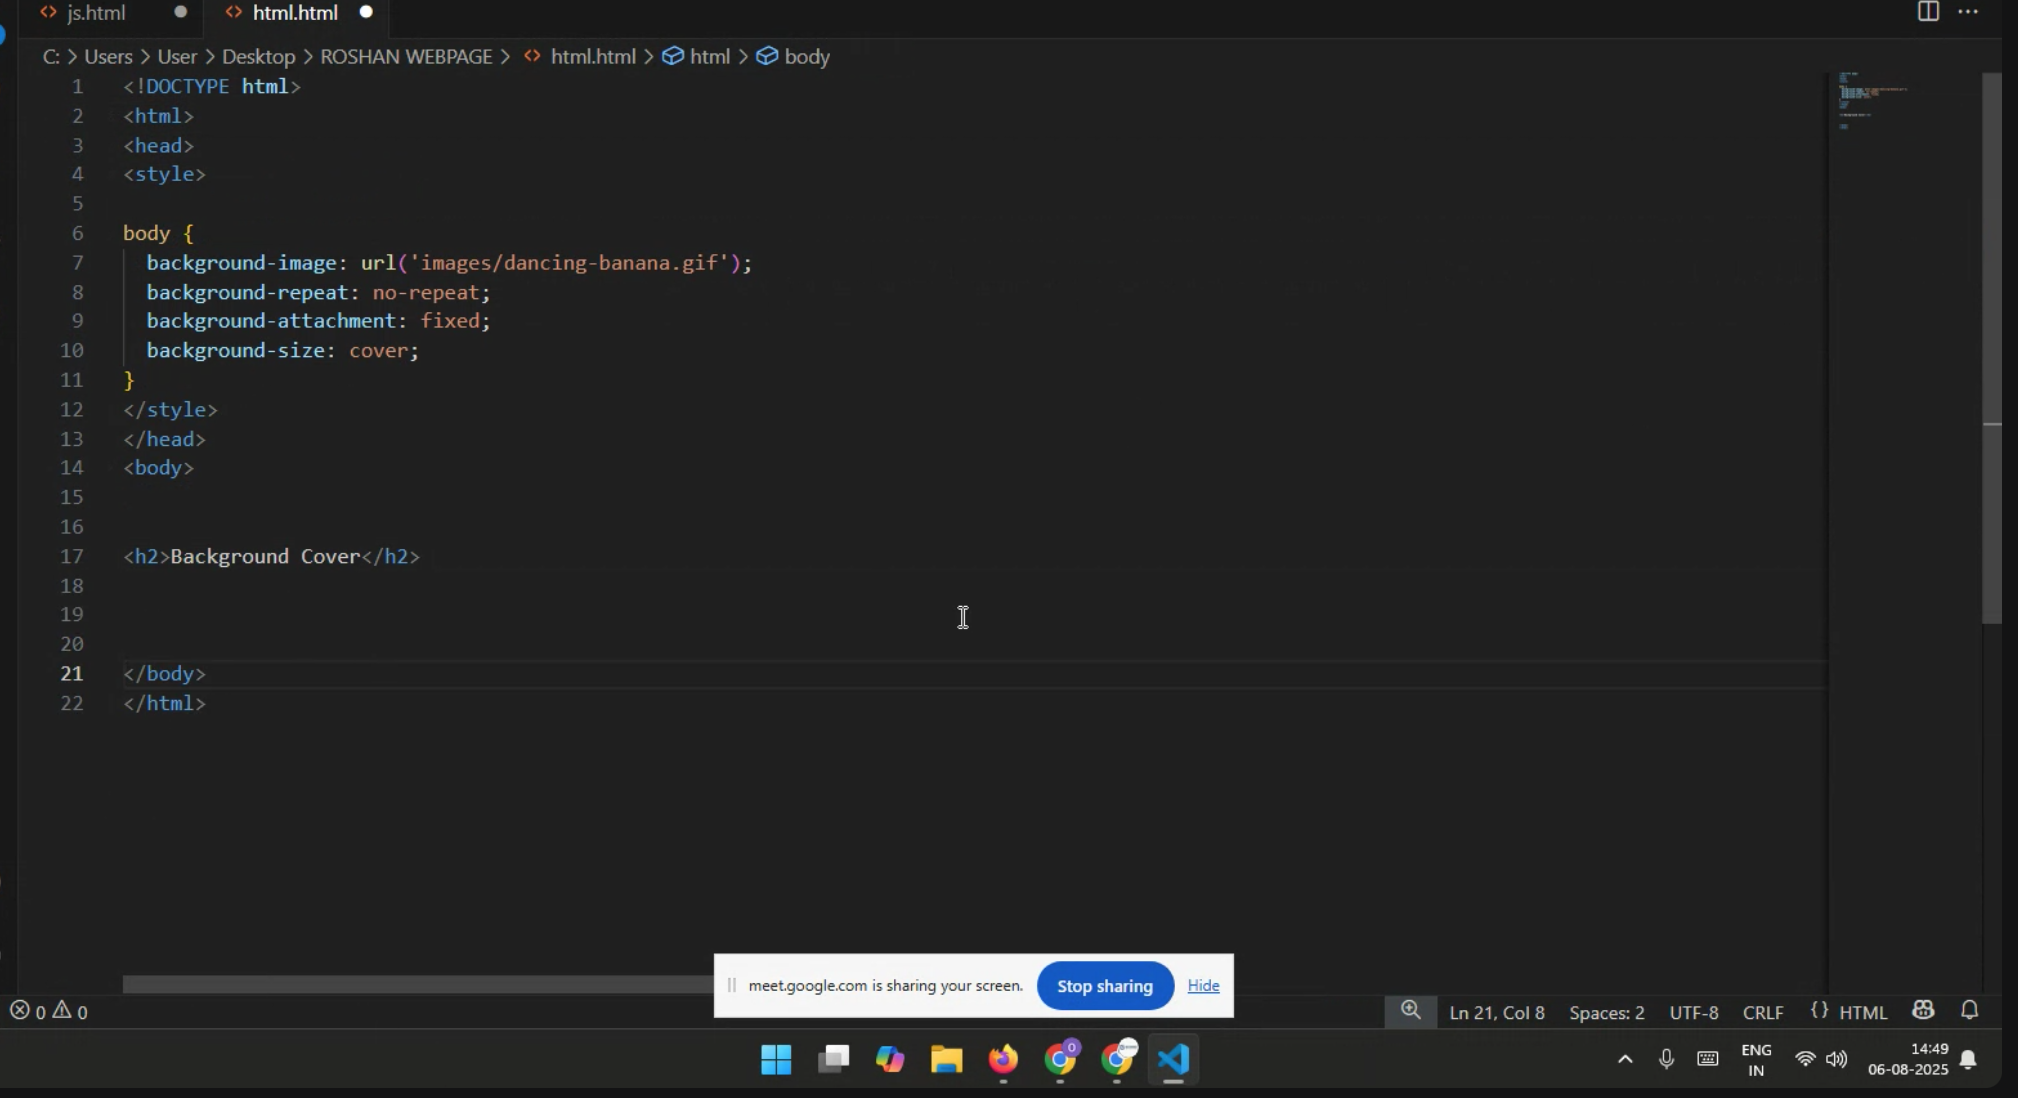 js.html
html.html
C: > Users > User > Desktop > ROSHAN WEBPAGE > html.html > html > body
1 <!DOCTYPE html>
2 <html>
3 <head>
4 <style>
5
6 body {
7 background-image: url('images/dancing-banana.gif');
8 background-repeat: no-repeat;
9 background-attachment: fixed;
10 background-size: cover;
11 }
12 </style>
13 </head>
14 <body>
15
16
17 <h2>Background Cover</h2>
18
19
20
21 </body>
22 </html>
meet.google.com is sharing your screen. Stop sharing Hide
0 0 Ln 21, Col 8 Spaces: 2 UTF-8 CRLF {} HTML
ENG
IN
14:49
06-08-2025